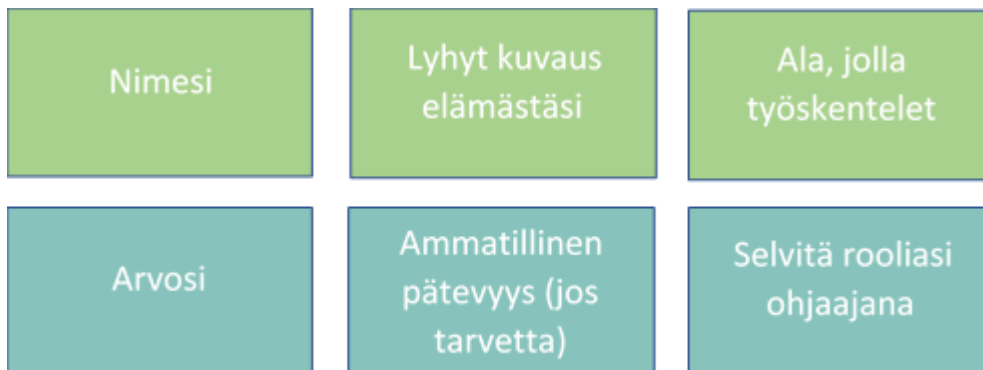 Nimesi
Lyhyt kuvaus
elämästäsi
Ala, jolla
työskentelet
Arvosi
Ammatillinen
pätevyys (jos
tarvetta)
Selvitä rooliasi
ohjaajana